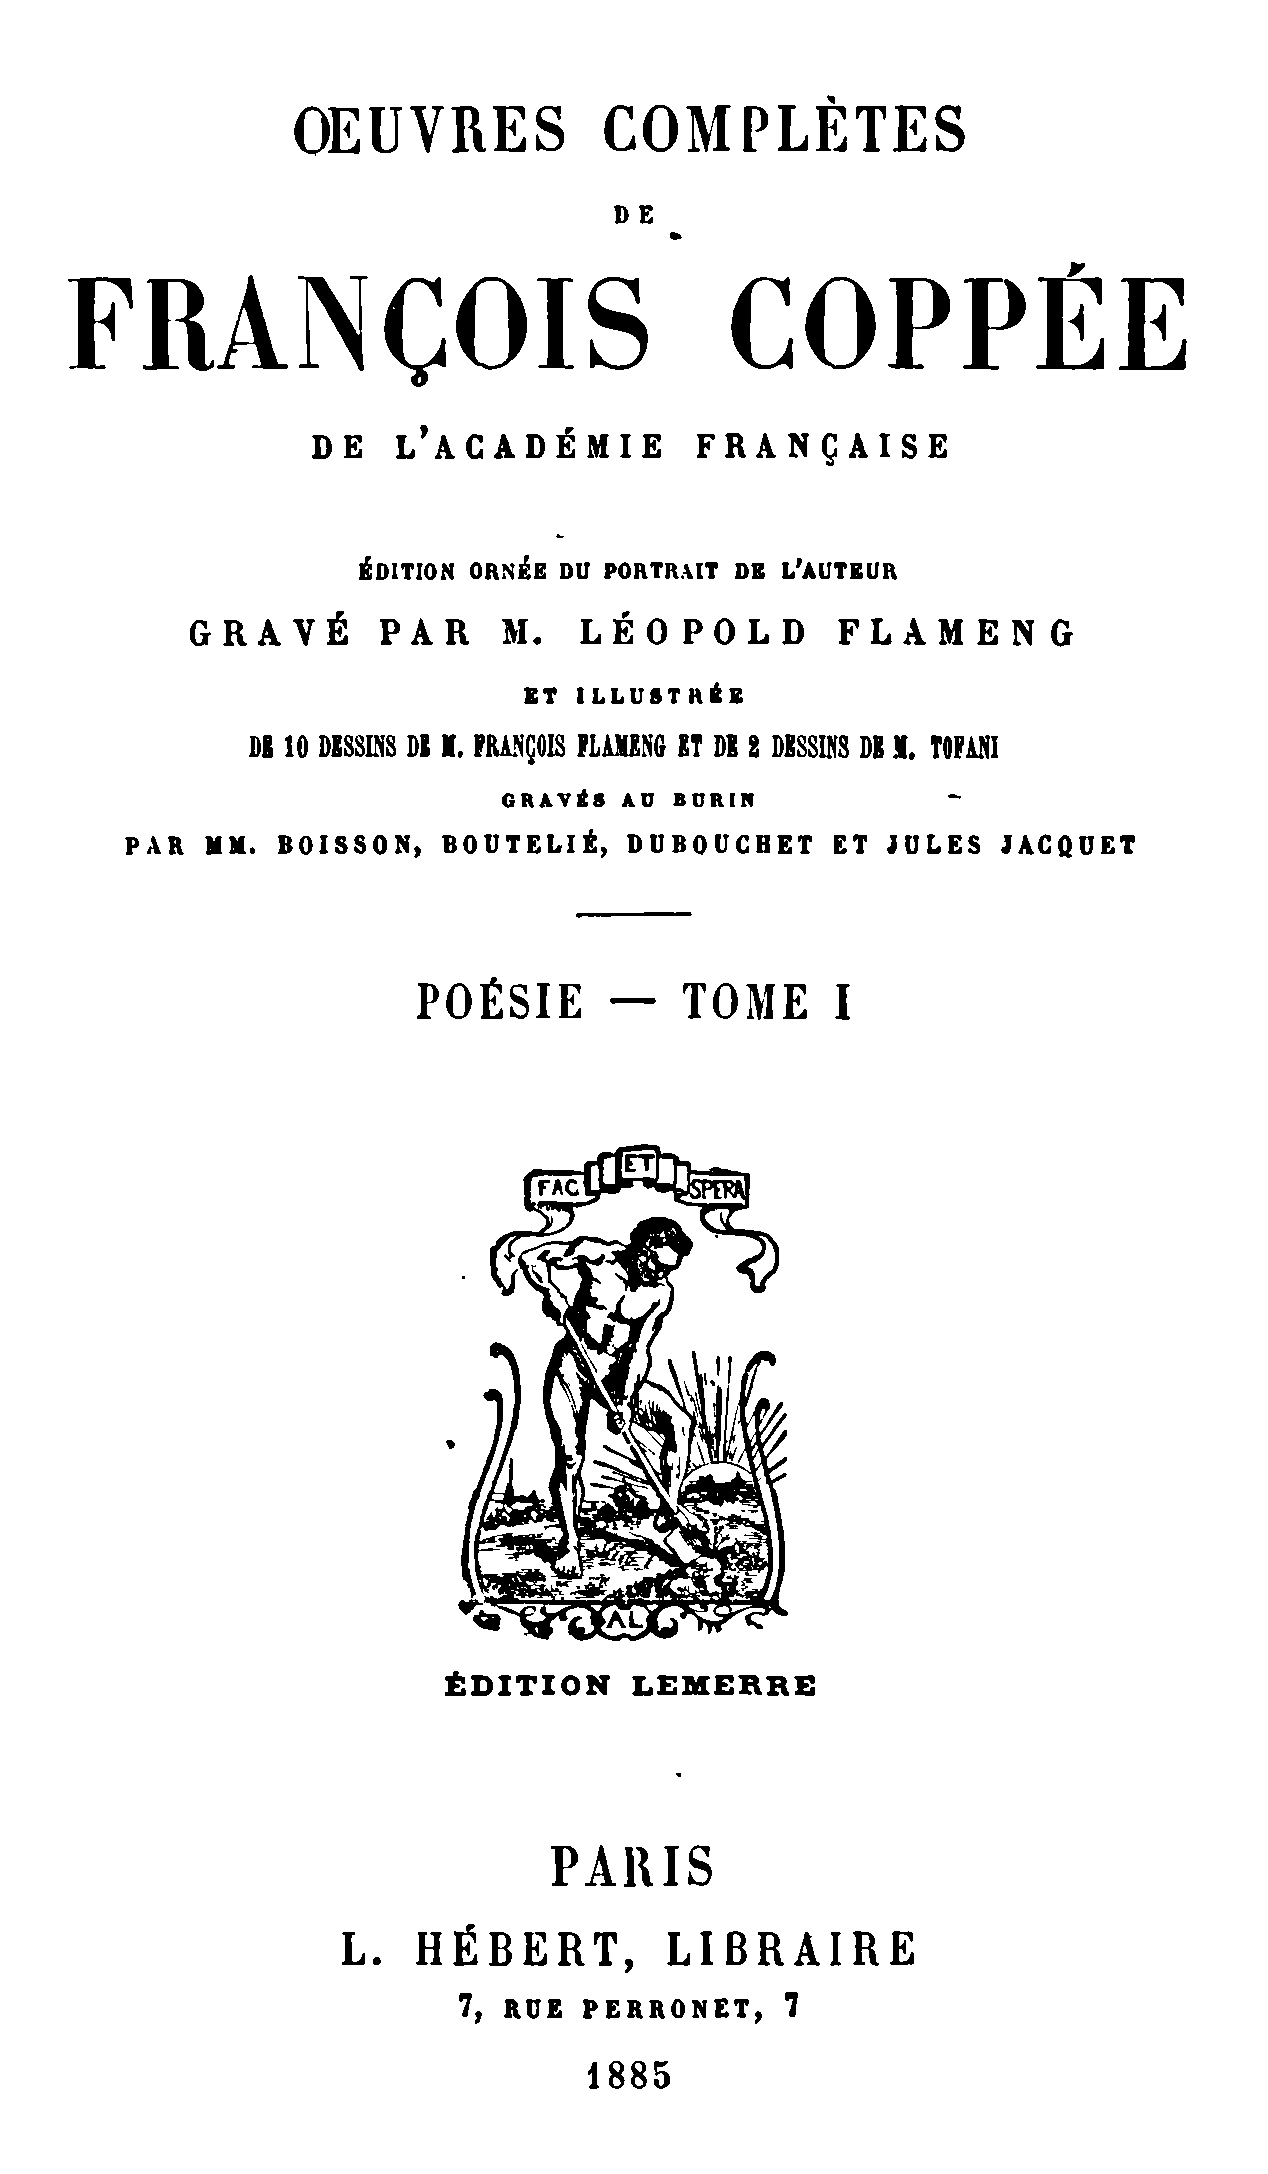 ŒUVRES COMPLÈTES
DE
FRANÇOIS COPPÉE
DE L'ACADÉMIE FRANÇAISE
ÉDITION ORNÉE DU PORTRAIT DE L'AUTEUR
GRAVÉ PAR M. LÉOPOLD FLAMENG
ET ILLUSTRÉE
DE 10 DESSINS DE M. FRANÇOIS FLAMENG ET DE 2 DESSINS DE M. TOFANI
GRAVÉS AU BURIN
PAR MM. BOISSON, BOUTELIÉ, DUBOUCHET ET JULES JACQUET
POÉSIE — TOME I
FAC ET SPERA
AL
ÉDITION LEMERRE
PARIS
L. HÉBERT, LIBRAIRE
7, RUE PERRONET, 7
1885